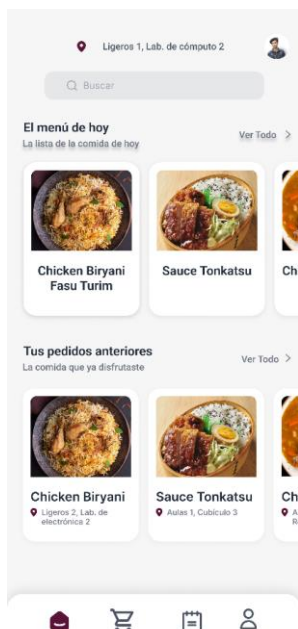 Ligeros 1, Lab. de cómputo 2
Buscar
El menú de hoy
La lista de la comida de hoy
Ver Todo
Chicken Biryani
Fasu Turim
Sauce Tonkatsu
Ch
Tus pedidos anteriores
La comida que ya disfrutaste
Ver Todo
Chicken Biryani
Ligeros 2, Lab. de
electrónica 2
Sauce Tonkatsu
Aulas 1, Cubículo 3
Ch
A
R